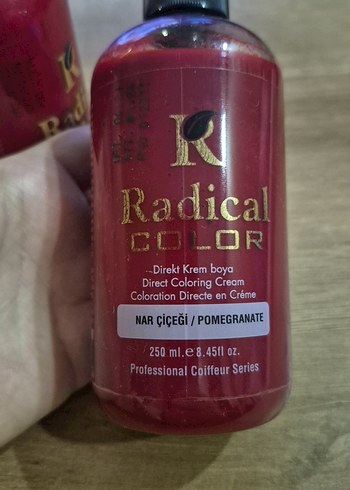 R
Radical
COLOR
Direkt Krem boya
Direct Coloring Cream
Coloration Directe en Créme
NAR ÇİÇEĞİ / POMEGRANATE
250 ml. e 8.45fl oz.
Professional Coiffeur Series